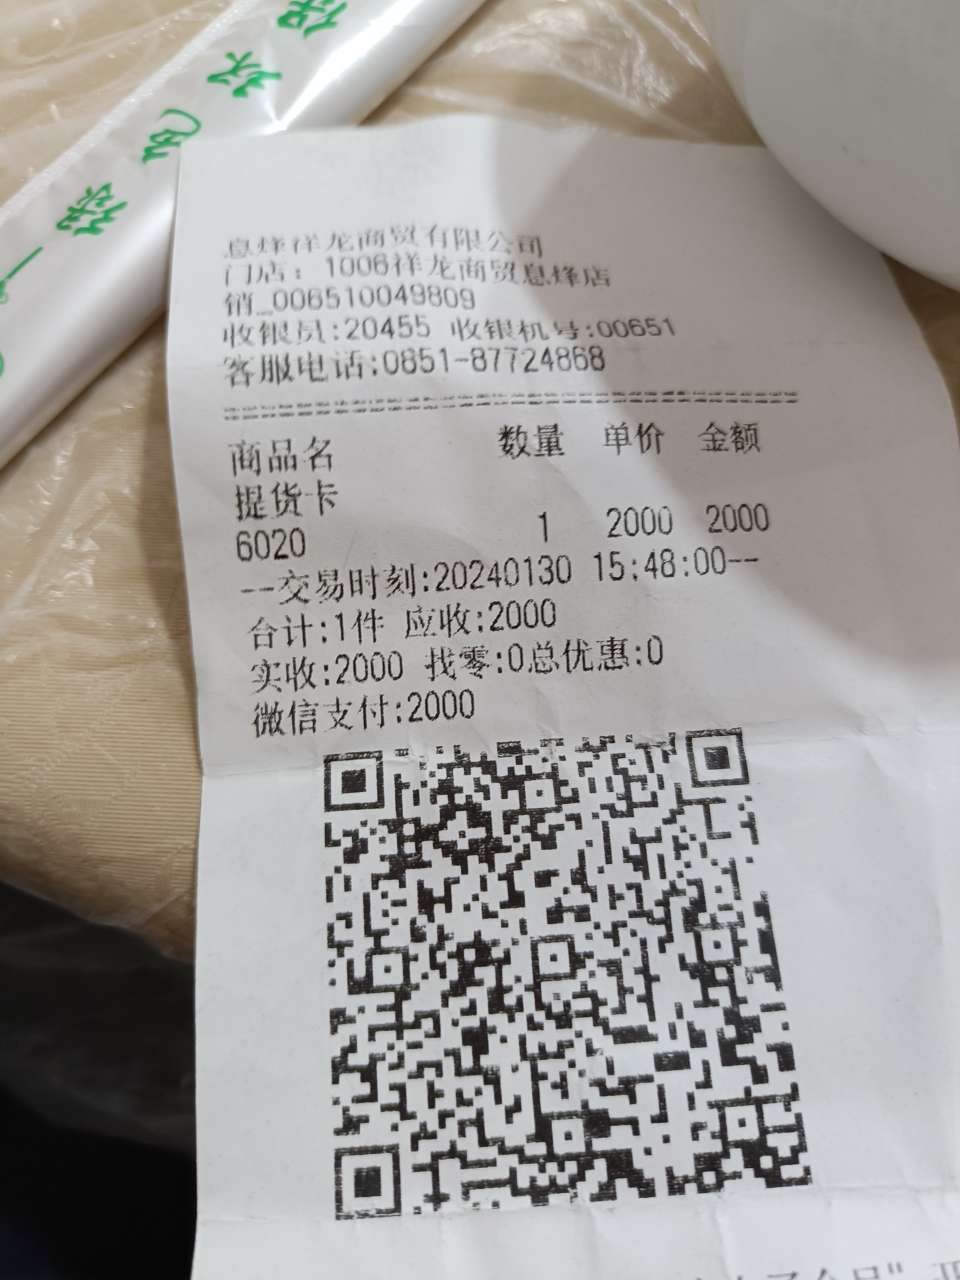 息烽祥龙商贸有限公司
门店：1006祥龙商贸息烽店
销_006510049809
收银员:20455 收银机号:00651
客服电话:0851-87724868
商品名 数量 单价 金额
提货卡
6020 1 2000 2000
--交易时刻:20240130 15:48:00--
合计:1件 应收:2000
实收:2000 找零:0总优惠:0
微信支付:2000